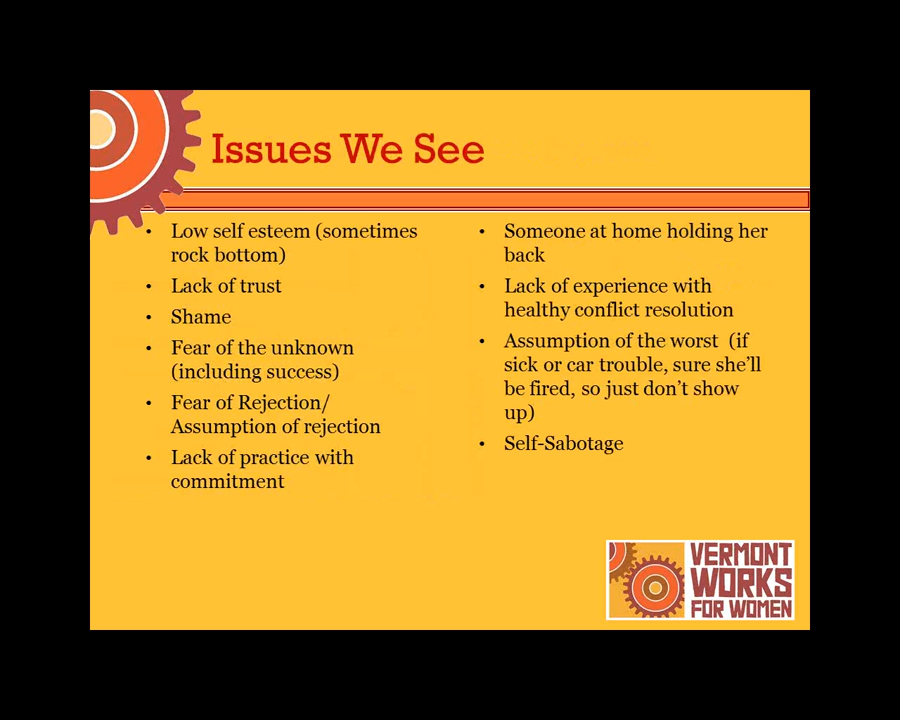 Issues We See
• Low self esteem (sometimes
rock bottom)
• Lack of trust
• Shame
• Fear of the unknown
(including success)
• Fear of Rejection/
Assumption of rejection
• Lack of practice with
commitment
• Someone at home holding her
back
• Lack of experience with
healthy conflict resolution
• Assumption of the worst  (if
sick or car trouble, sure she’ll
be fired, so just don’t show
up)
• Self-Sabotage
VERMONT
WORKS
FOR WOMEN